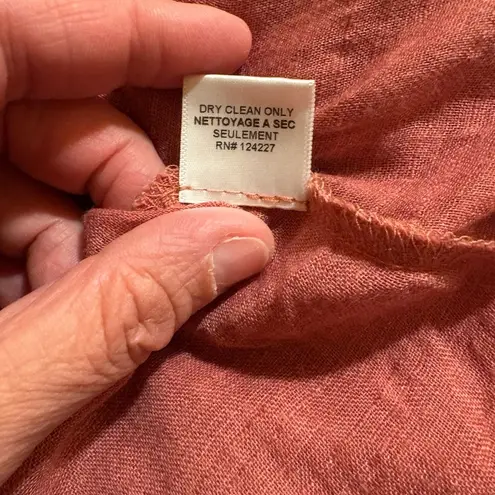 DRY CLEAN ONLY
NETTOYAGE A SEC
SEULEMENT
RN# 124227